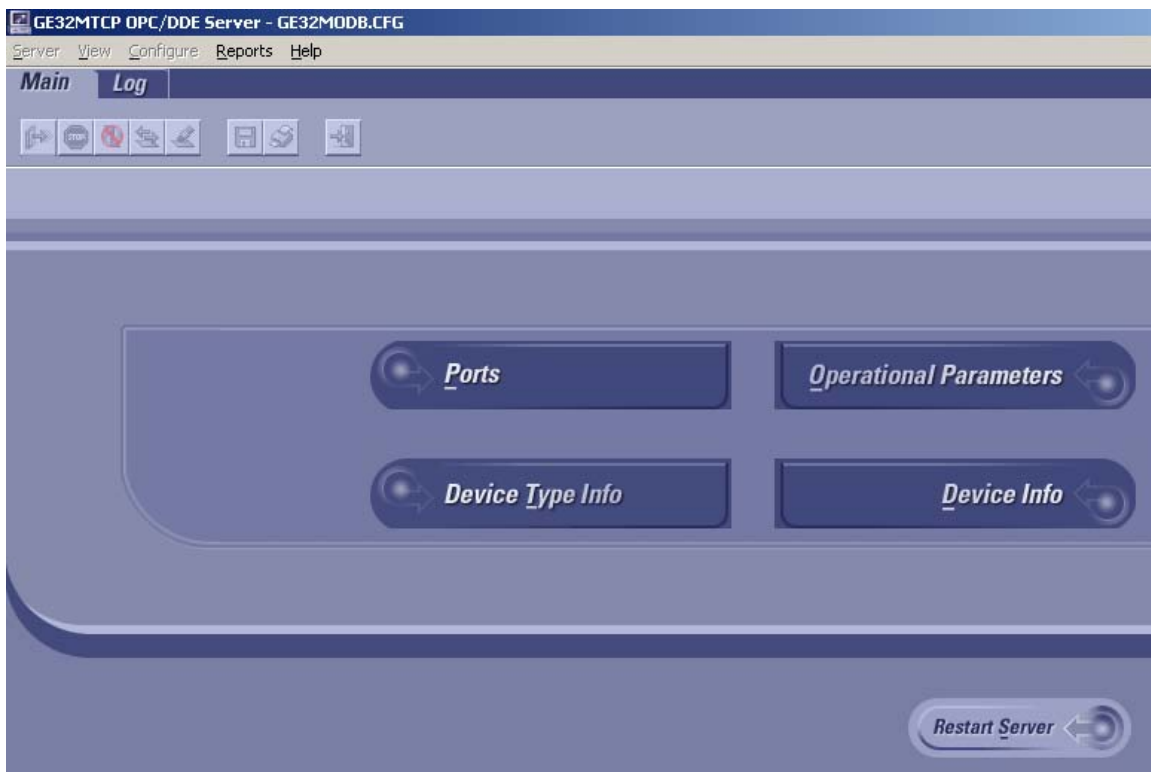 GE32MTCP OPC/DDE Server - GE32MODB.CFG
Server View Configure Reports Help
Main Log
STOP
Ports
Operational Parameters
Device Type Info
Device Info
Restart Server